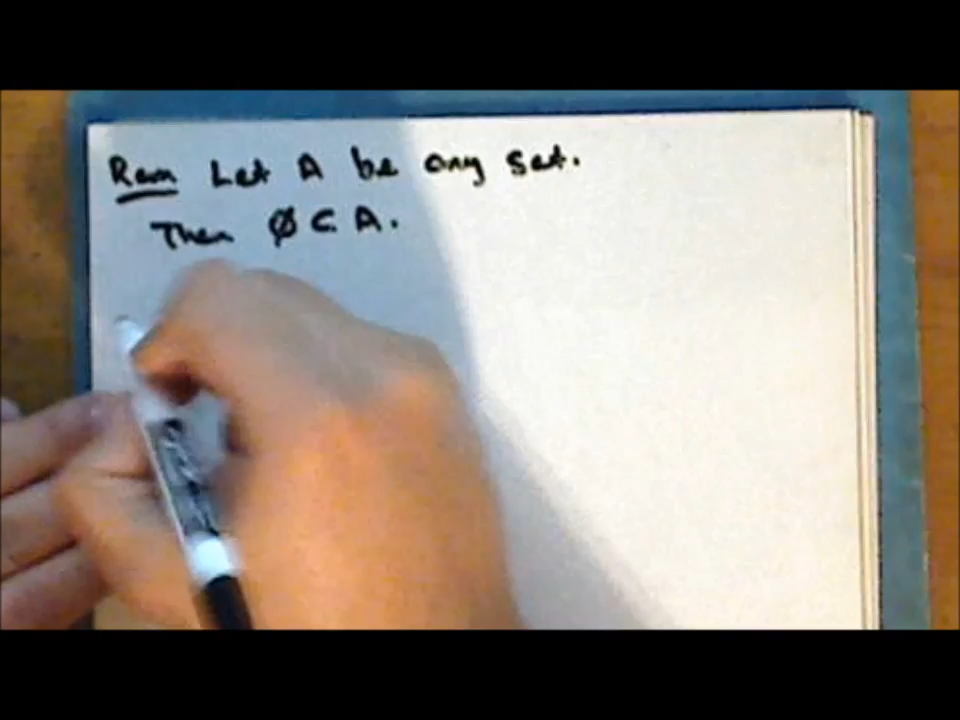 Rem Let A be any set.
Then Ø ⊂ A.